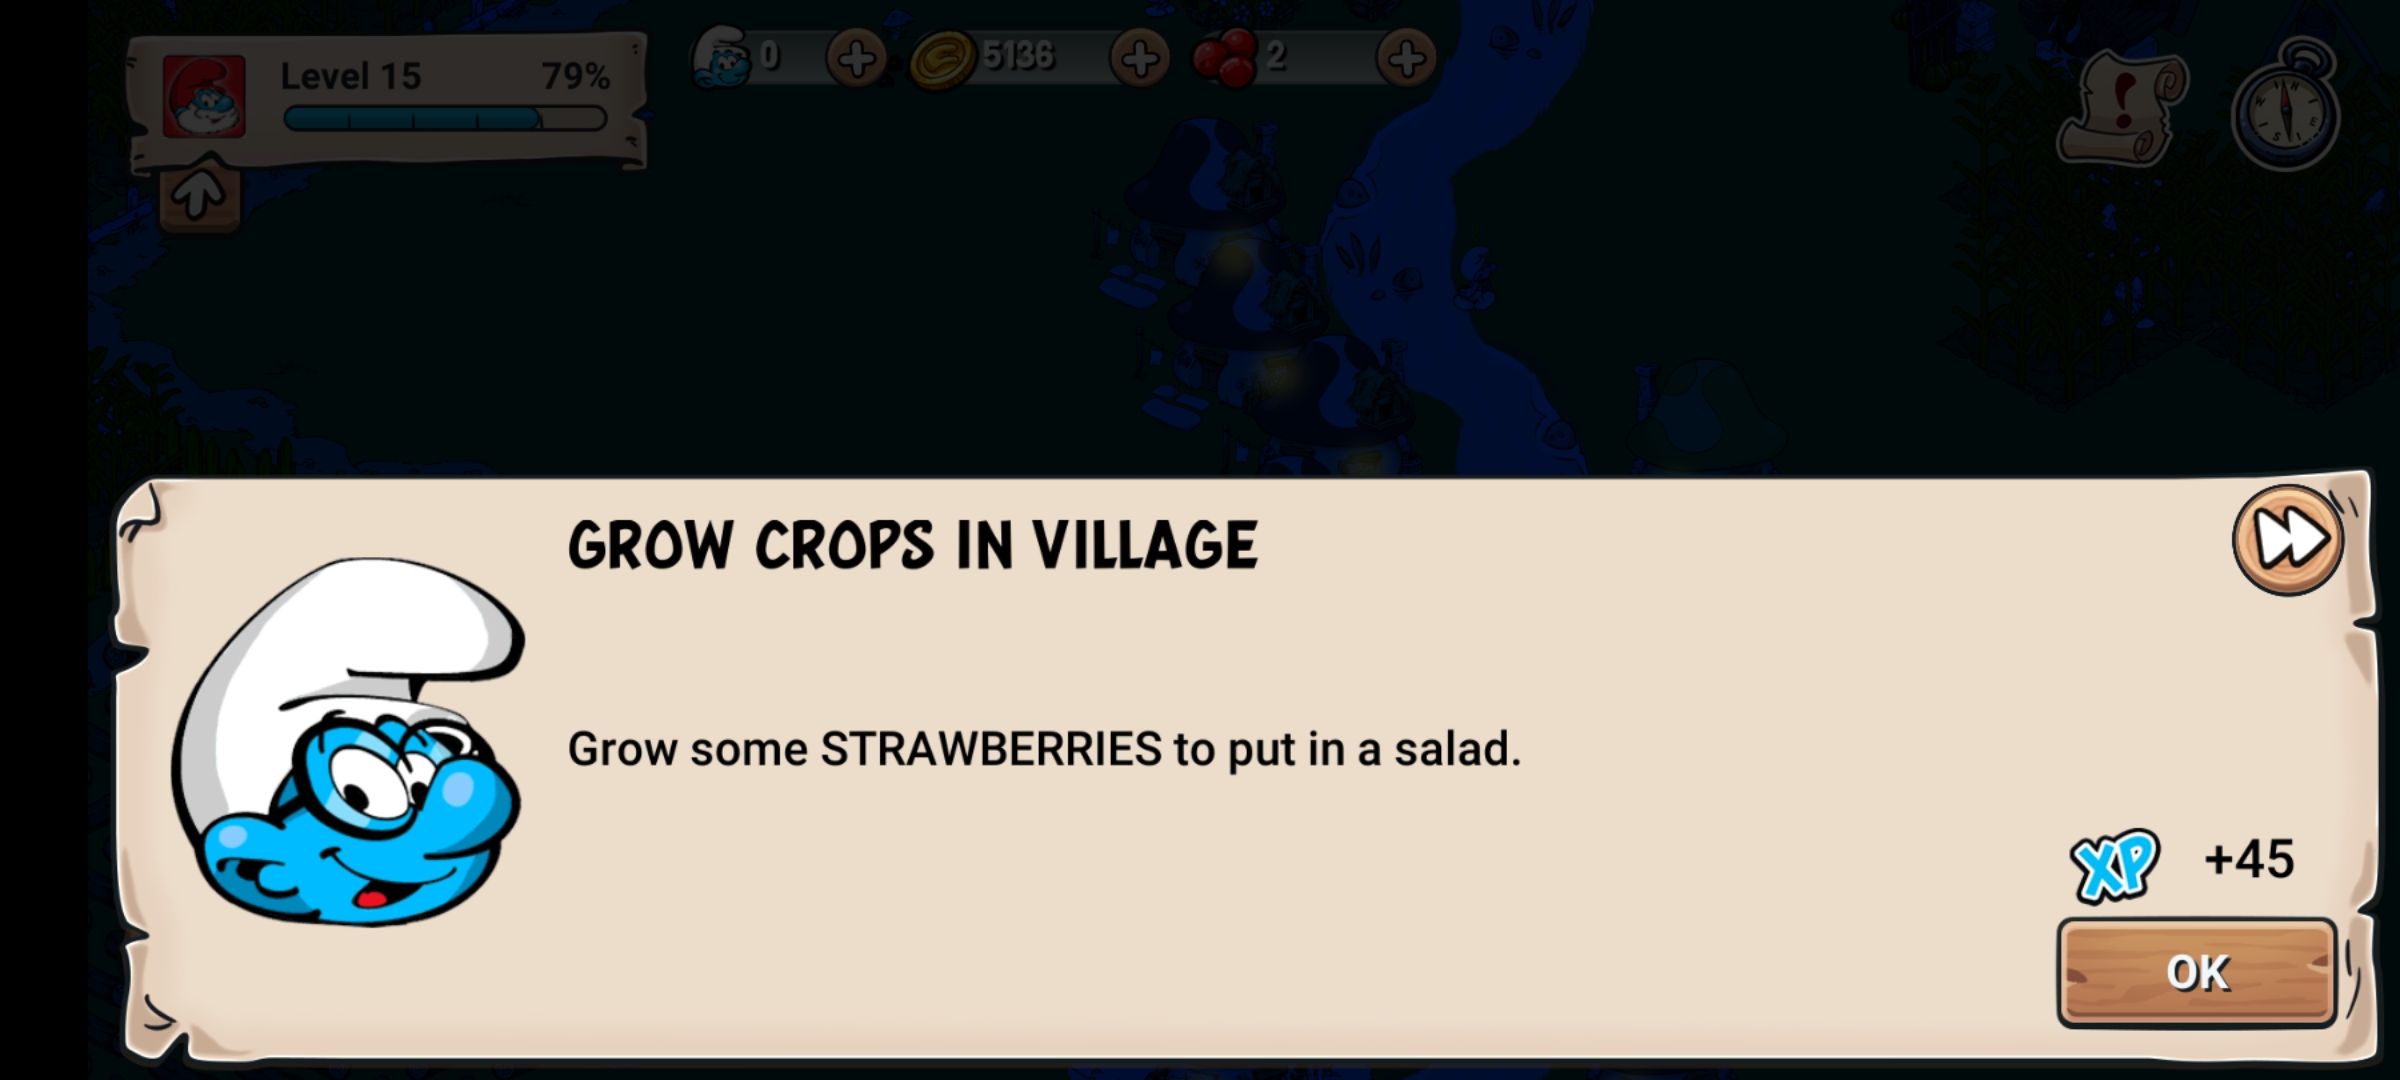 Level 15 79%
0 5136 2
GROW CROPS IN VILLAGE
Grow some STRAWBERRIES to put in a salad.
XP +45
OK